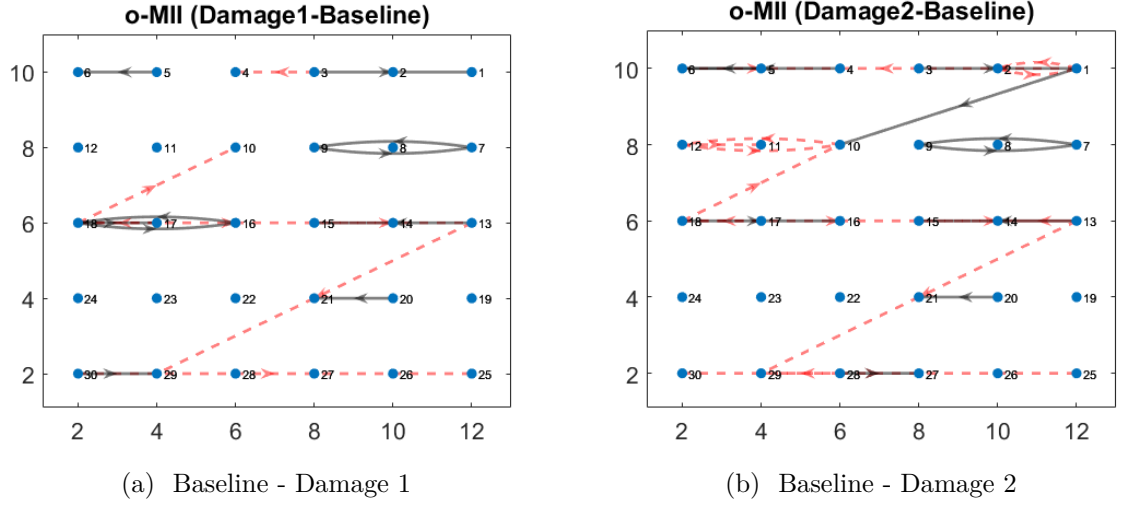 o-MII (Damage1-Baseline)
10
6 5 4 3 2 1
8
12 11 10 9 8 7
6
18 17 16 15 14 13
4
24 23 22 21 20 19
2
30 29 28 27 26 25
2 4 6 8 10 12
(a) Baseline - Damage 1
o-MII (Damage2-Baseline)
10
6 5 4 3 2 1
8
12 11 10 9 8 7
6
18 17 16 15 14 13
4
24 23 22 21 20 19
2
30 29 28 27 26 25
2 4 6 8 10 12
(b) Baseline - Damage 2